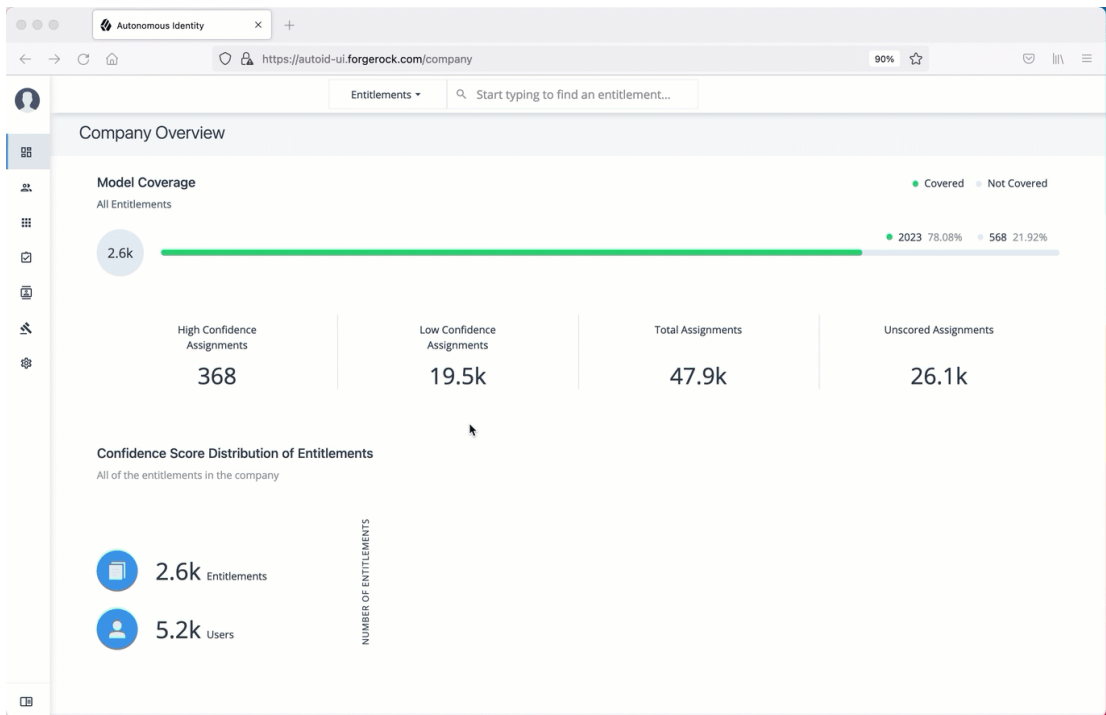 Autonomous Identity
https://autoid-ui.forgerock.com/company
90%
Entitlements
Start typing to find an entitlement...
Company Overview
Model Coverage
Covered Not Covered
All Entitlements
2023 78.08% 568 21.92%
2.6k
High Confidence
Assignments
368
Low Confidence
Assignments
19.5k
Total Assignments
47.9k
Unscored Assignments
26.1k
Confidence Score Distribution of Entitlements
All of the entitlements in the company
NUMBER OF ENTITLEMENTS
2.6k Entitlements
5.2k Users